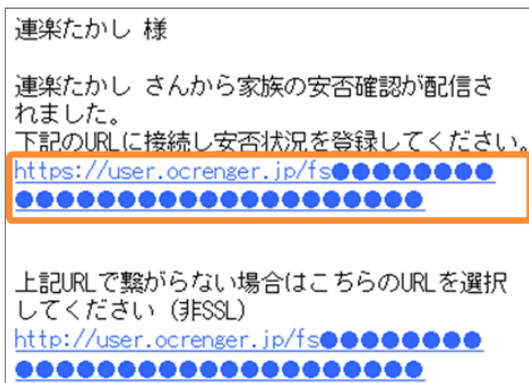 連楽たかし 様
連楽たかし さんから家族の安否確認が配信さ
れました。
下記のURLに接続し安否状況を登録してください。
https://user.ocrenger.jp/fs●●●●●●●●
●●●●●●●●●●●●●●●●●●●●
上記URLで繋がらない場合はこちらのURLを選択
してください（非SSL）
http://user.ocrenger.jp/fs●●●●●●●●
●●●●●●●●●●●●●●●●●●●●